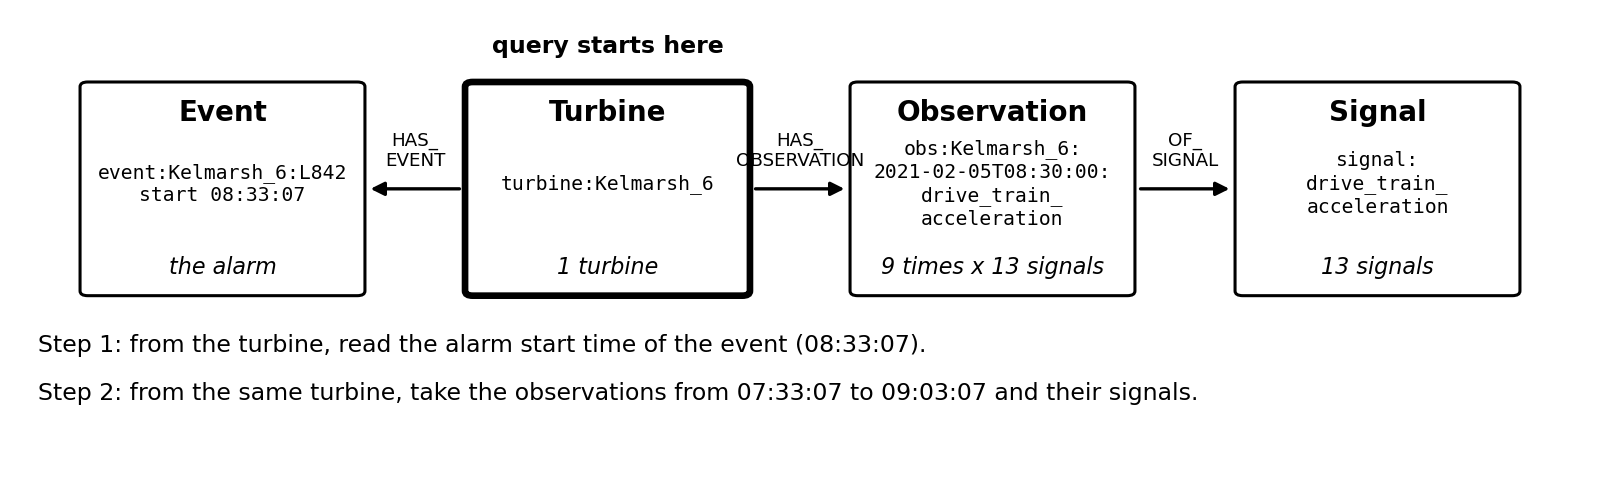 query starts here
Event
event:Kelmarsh_6:L842
start 08:33:07
the alarm
HAS_
EVENT
Turbine
turbine:Kelmarsh_6
1 turbine
HAS_
OBSERVATION
Observation
obs:Kelmarsh_6:
2021-02-05T08:30:00:
drive_train_
acceleration
9 times x 13 signals
OF_
SIGNAL
Signal
signal:
drive_train_
acceleration
13 signals
Step 1: from the turbine, read the alarm start time of the event (08:33:07).
Step 2: from the same turbine, take the observations from 07:33:07 to 09:03:07 and their signals.